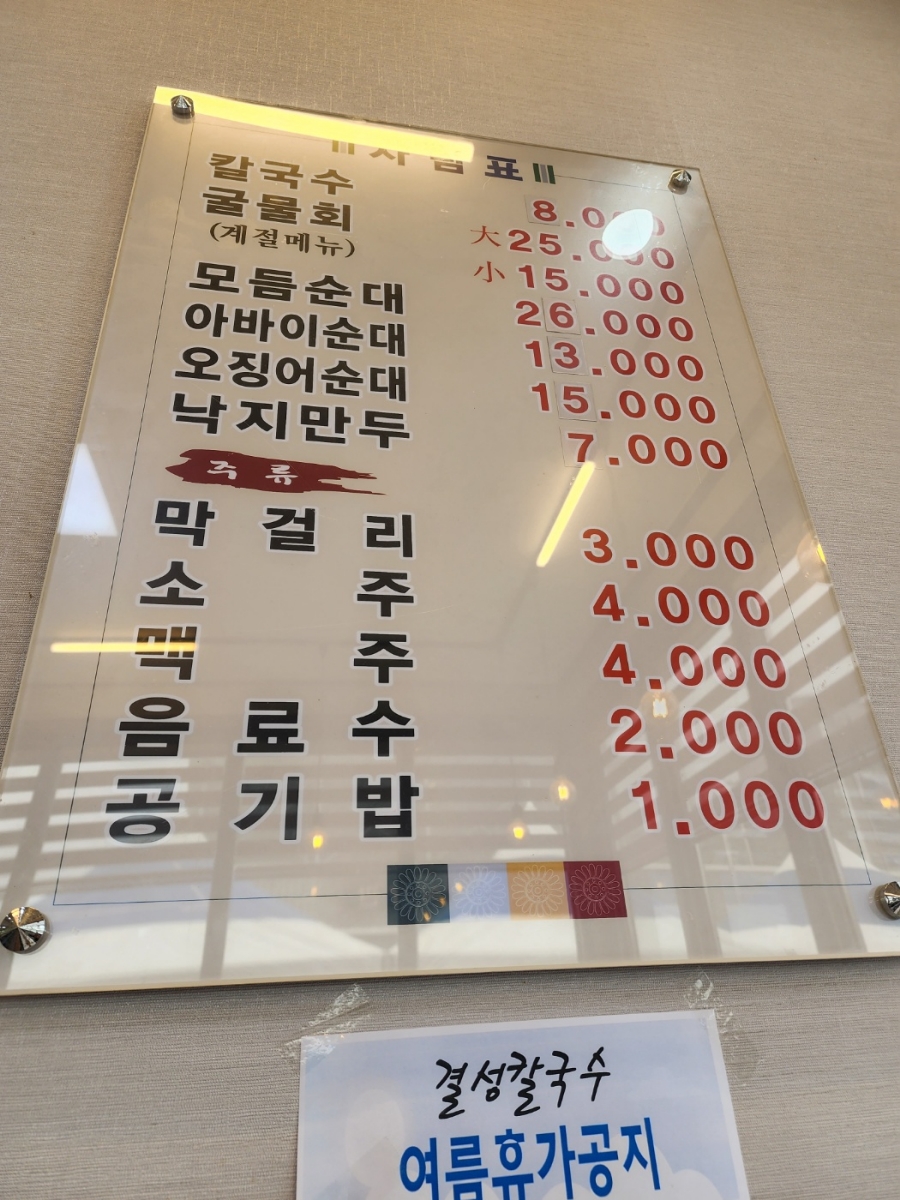 차림표
칼국수 8.000
굴물회 大 25.000
(계절메뉴) 小 15.000
모듬순대 26.000
아바이순대 13.000
오징어순대 15.000
낙지만두 7.000
주류
막걸리 3.000
소주 4.000
맥주 4.000
음료수 2.000
공기밥 1.000
결성칼국수
여름휴가공지